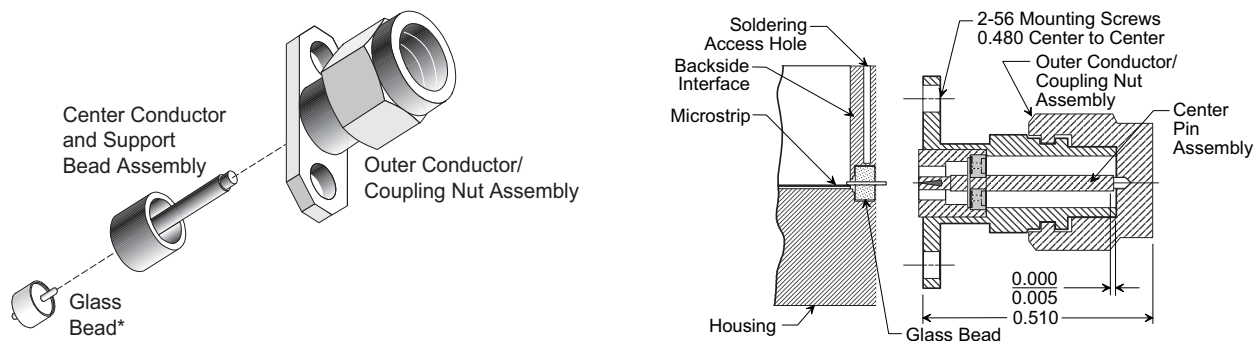 Center Conductor
and Support
Bead Assembly
Outer Conductor/
Coupling Nut Assembly
Glass
Bead*
Soldering
Access Hole
Backside
Interface
Microstrip
Housing
Glass Bead
2-56 Mounting Screws
0.480 Center to Center
Outer Conductor/
Coupling Nut
Assembly
Center
Pin
Assembly
0.000
0.005
0.510